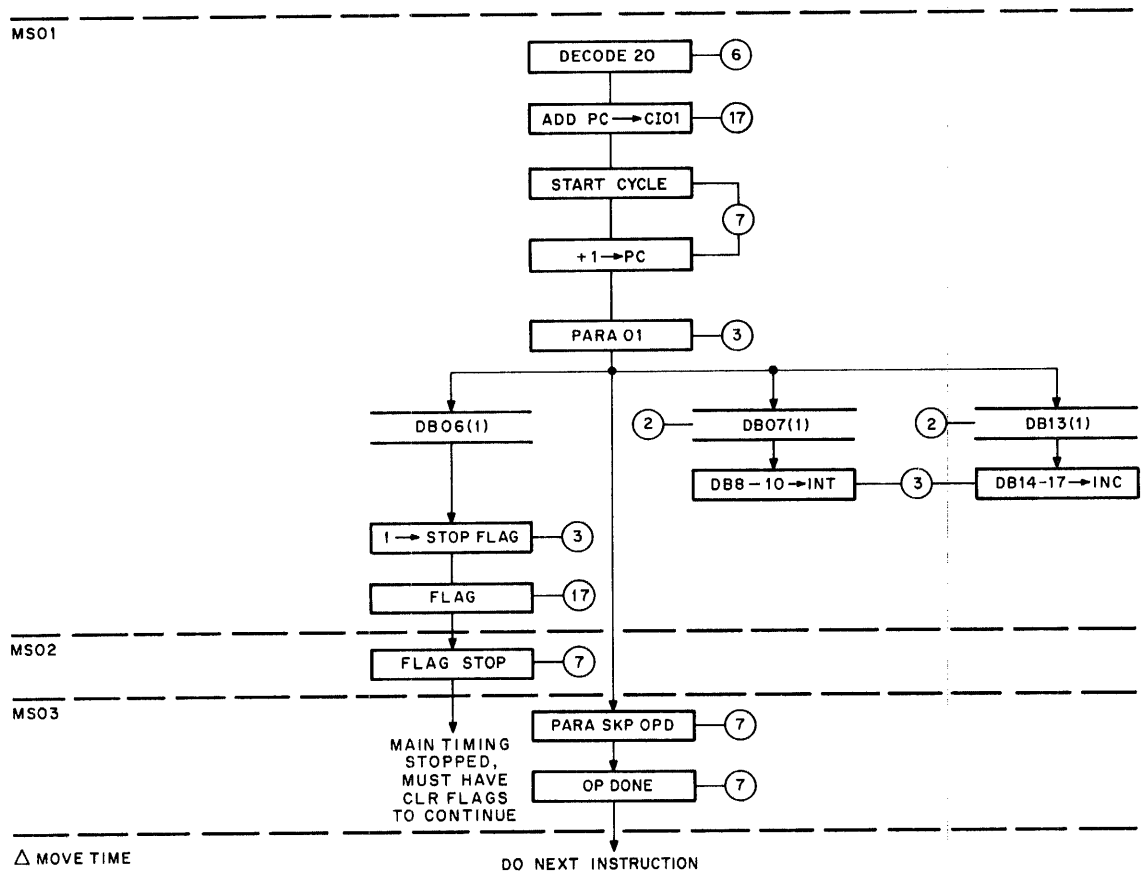 MS01
DECODE 20
6
ADD PC → CI01
17
START CYCLE
7
+1 → PC
PARA 01
3
DB06(1)
2
DB07(1)
2
DB13(1)
DB8-10 → INT
3
DB14-17 → INC
1 → STOP FLAG
3
FLAG
17
MS02
FLAG STOP
7
MS03
PARA SKP OPD
7
MAIN TIMING
STOPPED,
MUST HAVE
CLR FLAGS
TO CONTINUE
OP DONE
7
△ MOVE TIME
DO NEXT INSTRUCTION